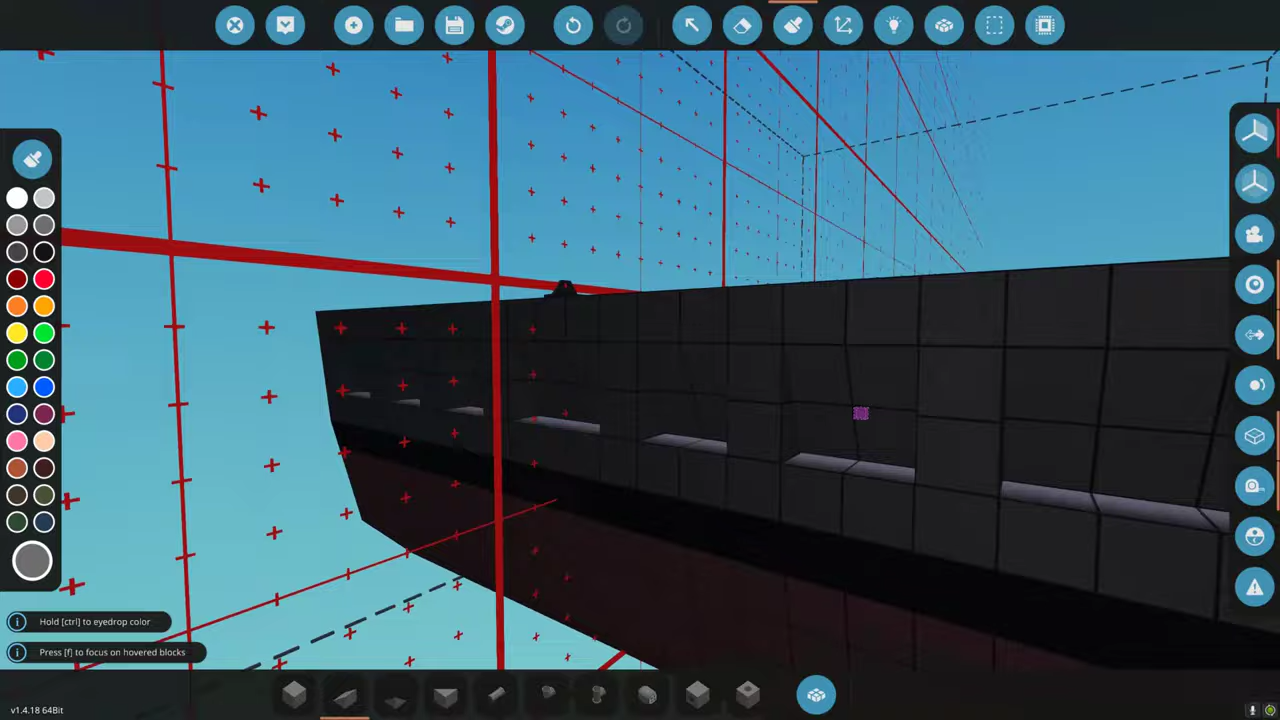 Hold [ctrl] to eyedrop color
Press [f] to focus on hovered blocks
v1.4.18 64Bit